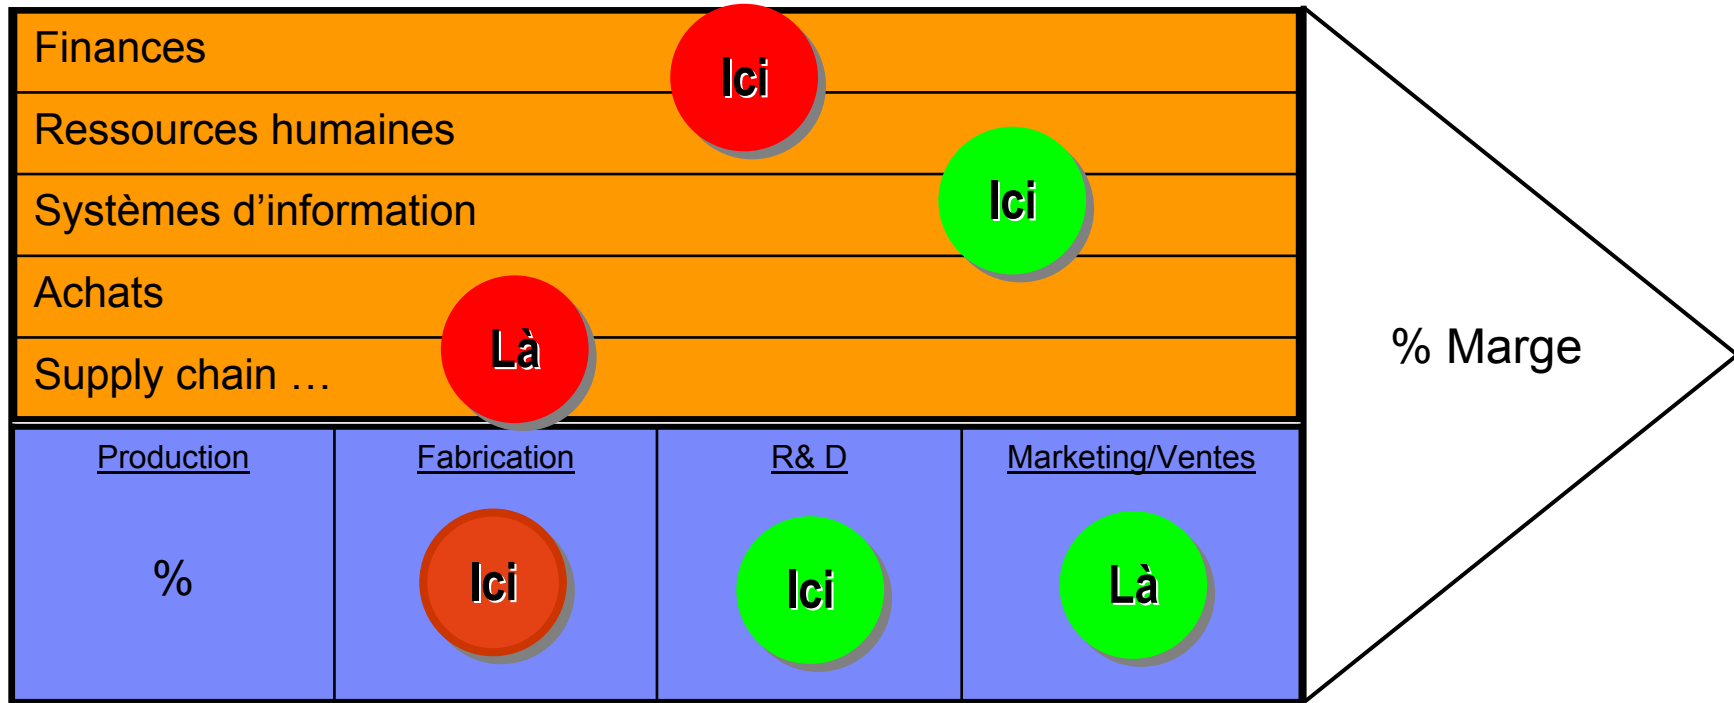 Finances
Ici
Ressources humaines
Ici
Systèmes d’information
Achats
Là
Supply chain …
% Marge
Production
Fabrication
R& D
Marketing/Ventes
%
Ici
Ici
Là